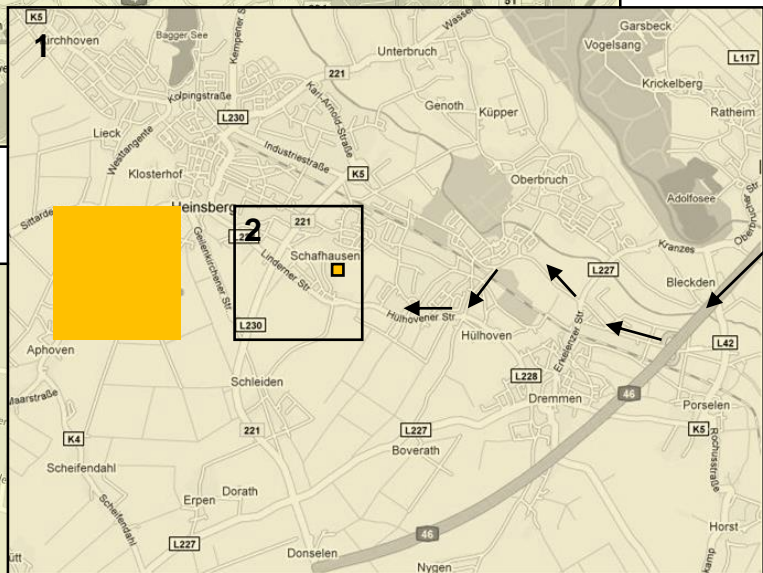 51
K5
1
Kirchhoven
Bagger See
Kempener Str
Garsbeck
Vogelsang
L117
Unterbruch
221
Krickelberg
Kolpingstraße
Karl-Arnold-Straße
Genoth
Küpper
Ratheim
L230
Lieck
Westtangente
Industriestraße
Klosterhof
K5
Oberbruch
Adolfosee
Heinsberg
Oberbrucher Str
Sittarder
221
2
Kranzes
Schafhausen
L227
Geilenkirchener Str
Linderner Str
Bleckden
Hülhovener Str
L230
Hülhoven
Erkelenzer Str
L42
Aphoven
Schleiden
L228
46
Maarstraße
Dremmen
Porselen
K4
221
L227
K5
Boverath
Rochusstraße
Scheifendahl
Dorath
Erpen
Scheifendahl
Horst
46
L227
Donselen
Nygen
kamp